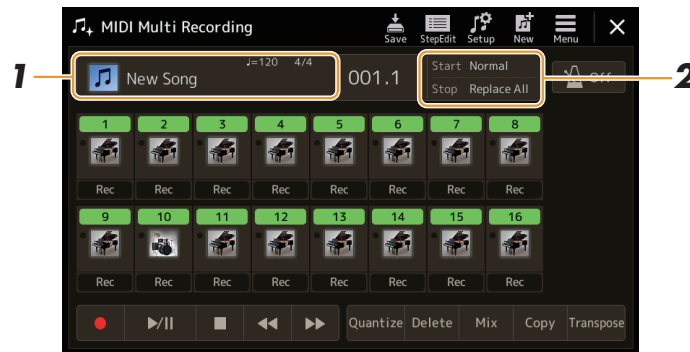 MIDI Multi Recording
Save StepEdit Setup New Menu
1
New Song
♩=120 4/4
001.1
Start Normal
Stop Replace All
Off
2
1 2 3 4 5 6 7 8
Rec Rec Rec Rec Rec Rec Rec Rec
9 10 11 12 13 14 15 16
Rec Rec Rec Rec Rec Rec Rec Rec
Quantize Delete Mix Copy Transpose